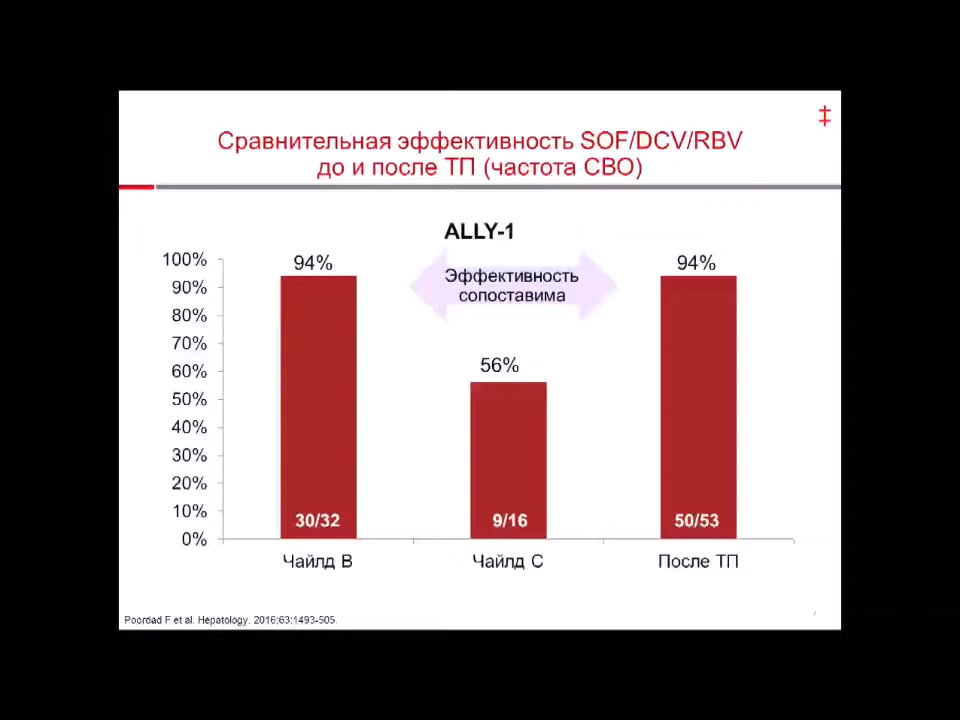 Сравнительная эффективность SOF/DCV/RBV
до и после ТП (частота СВО)
ALLY-1
Эффективность
сопоставима
100%
90%
80%
70%
60%
50%
40%
30%
20%
10%
0%
94%
56%
94%
30/32
9/16
50/53
Чайлд В
Чайлд С
После ТП
Poordad F et al. Hepatology. 2016;63:1493-505.